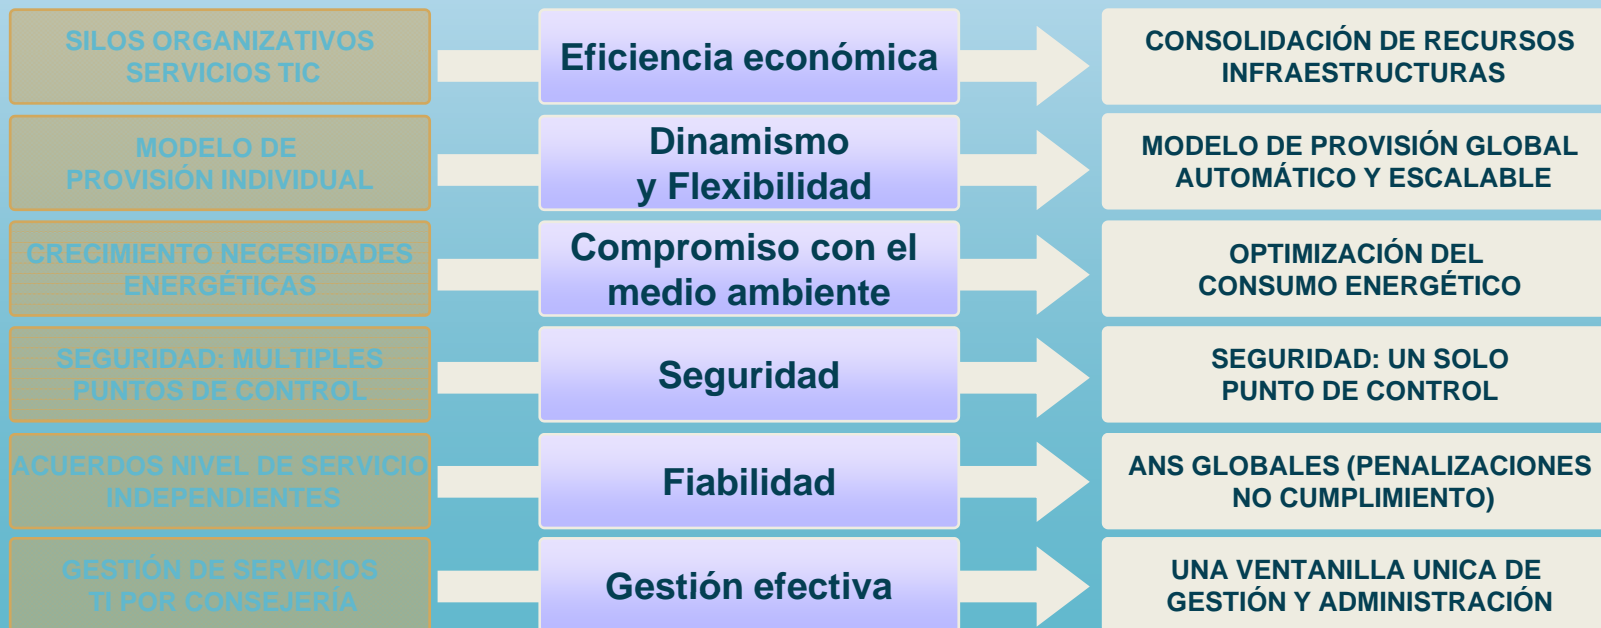 SILOS ORGANIZATIVOS
SERVICIOS TIC
Eficiencia económica
CONSOLIDACIÓN DE RECURSOS
INFRAESTRUCTURAS
MODELO DE
PROVISIÓN INDIVIDUAL
Dinamismo
y Flexibilidad
MODELO DE PROVISIÓN GLOBAL
AUTOMÁTICO Y ESCALABLE
CRECIMIENTO NECESIDADES
ENERGÉTICAS
Compromiso con el
medio ambiente
OPTIMIZACIÓN DEL
CONSUMO ENERGÉTICO
SEGURIDAD: MULTIPLES
PUNTOS DE CONTROL
Seguridad
SEGURIDAD: UN SOLO
PUNTO DE CONTROL
ACUERDOS NIVEL DE SERVICIO
INDEPENDIENTES
Fiabilidad
ANS GLOBALES (PENALIZACIONES
NO CUMPLIMIENTO)
GESTIÓN DE SERVICIOS
TI POR CONSEJERÍA
Gestión efectiva
UNA VENTANILLA UNICA DE
GESTIÓN Y ADMINISTRACIÓN